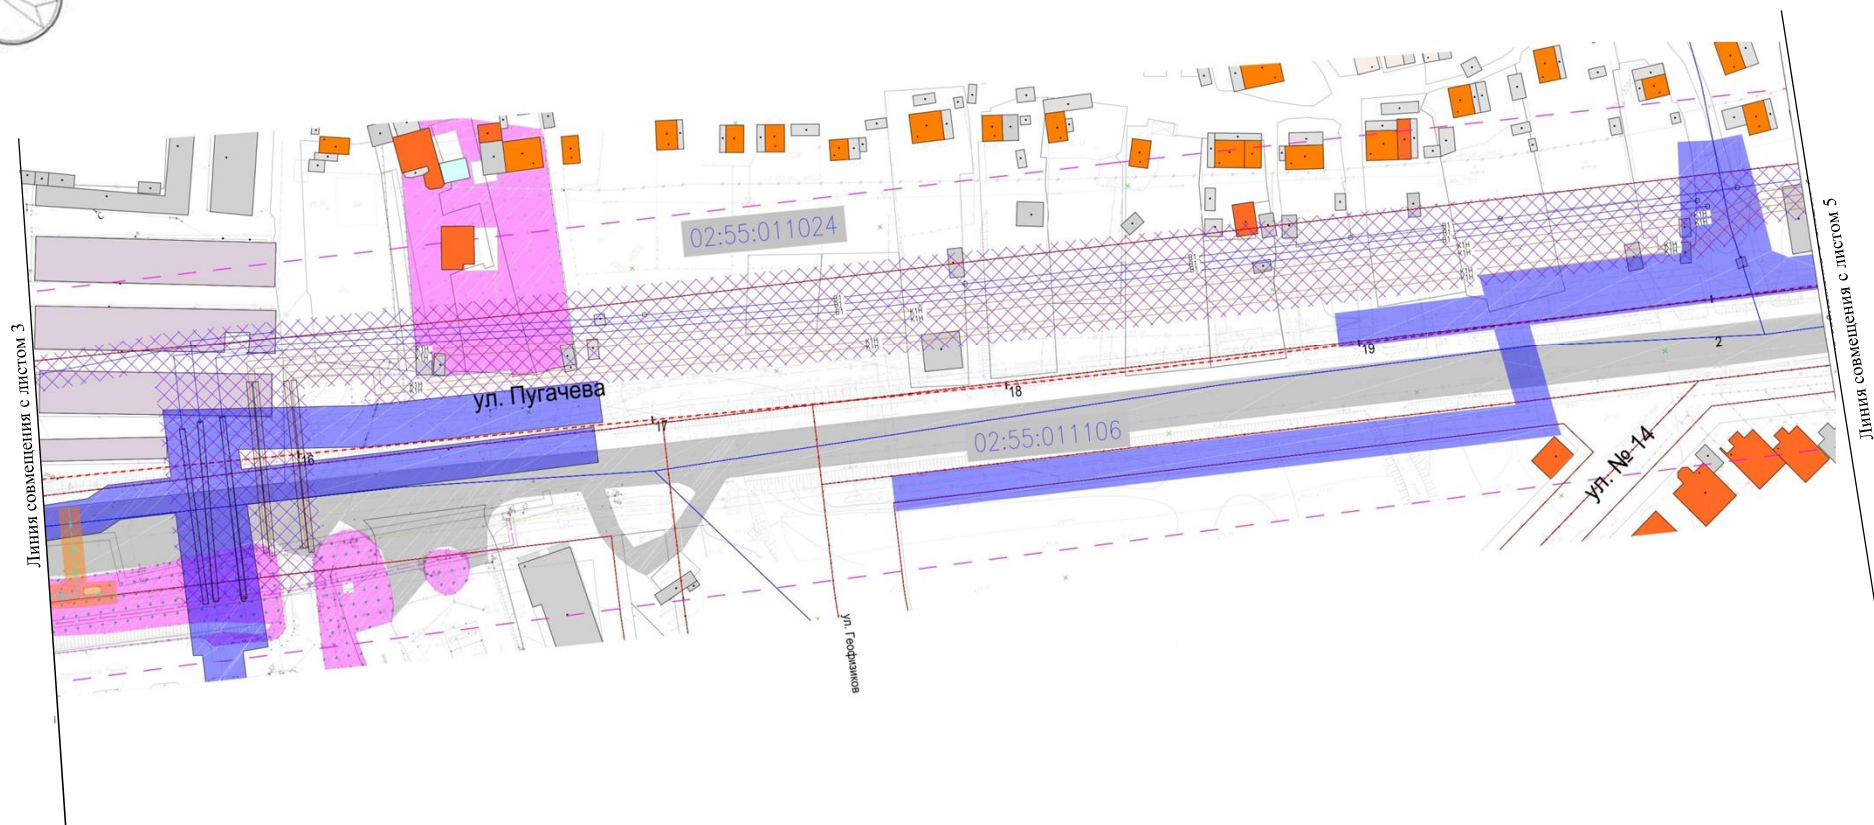 Линия совмещения с листом 3
02:55:011024
ул. Пугачева
16
17
18
19
2
02:55:011106
ул. № 14
ул. Геофизиков
Линия совмещения с листом 5